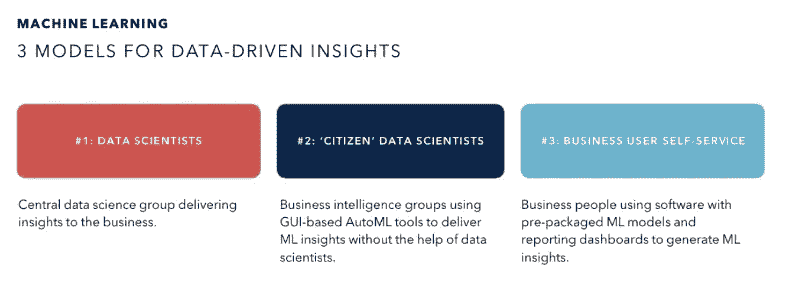 MACHINE LEARNING
3 MODELS FOR DATA-DRIVEN INSIGHTS
#1: DATA SCIENTISTS
Central data science group delivering
insights to the business.
#2: ‘CITIZEN’ DATA SCIENTISTS
Business intelligence groups using
GUI-based AutoML tools to deliver
ML insights without the help of data
scientists.
#3: BUSINESS USER SELF-SERVICE
Business people using software with
pre-packaged ML models and
reporting dashboards to generate ML
insights.